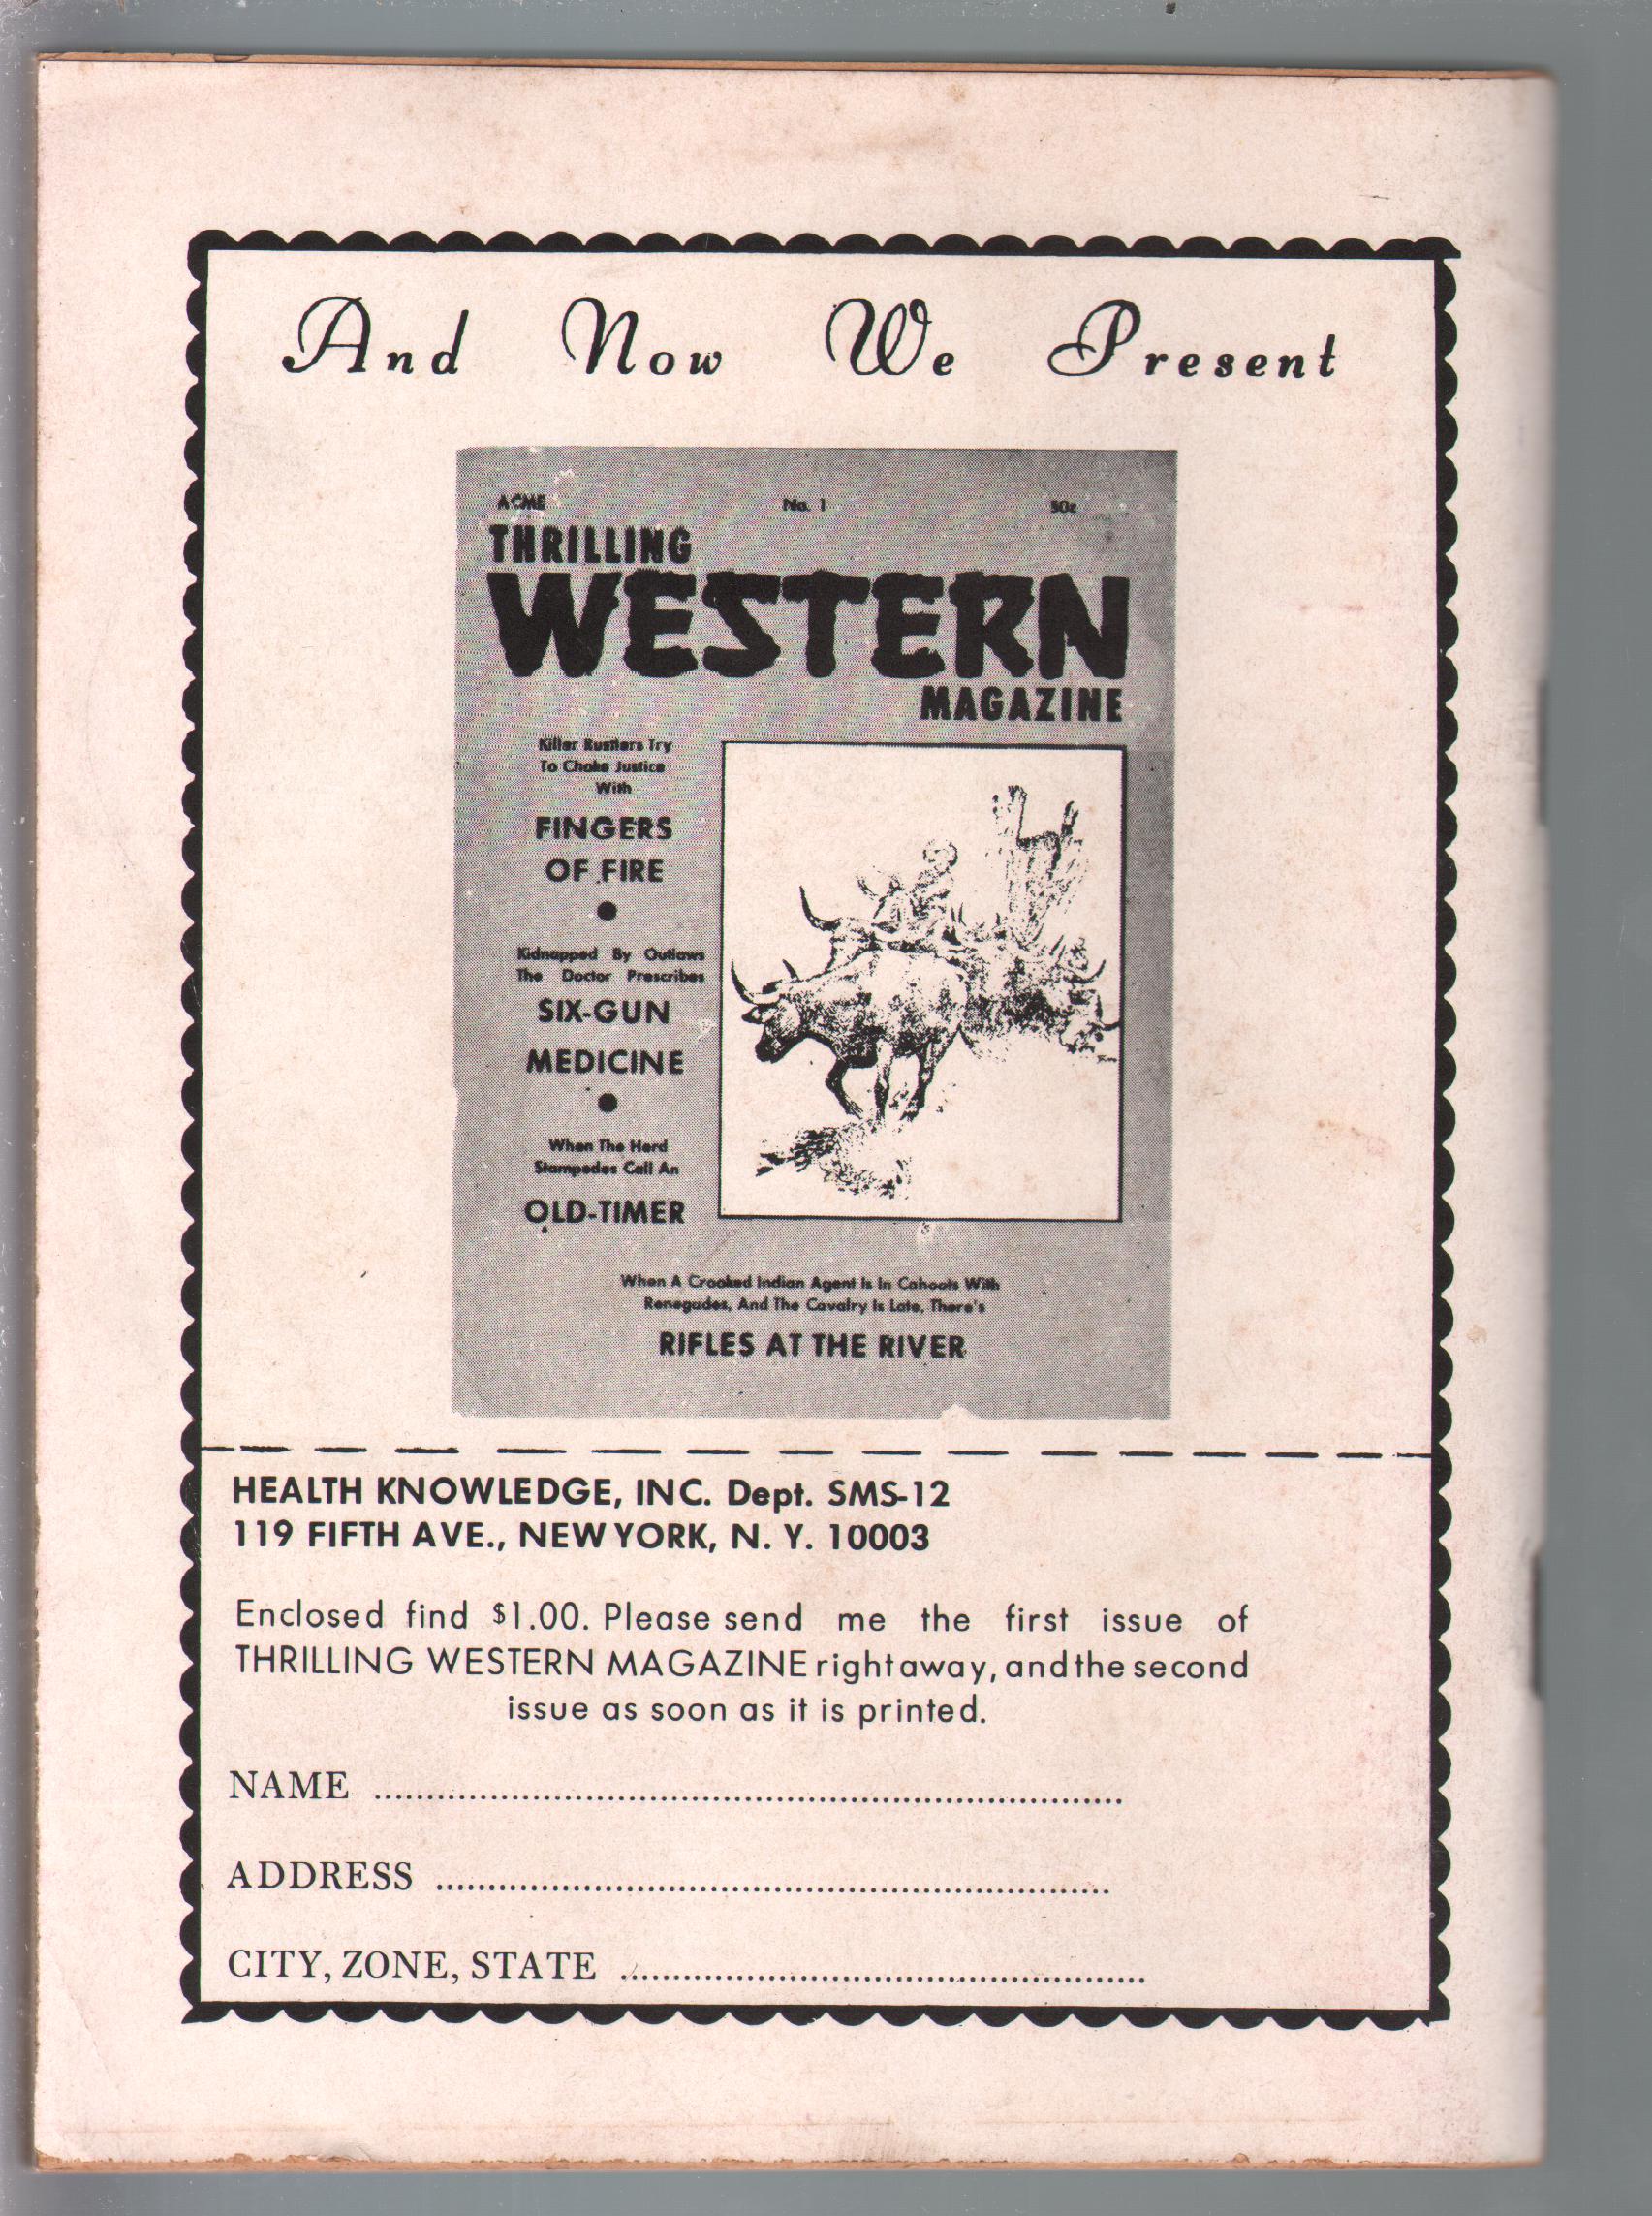 And Now We Present
ACME No. 1 50c
THRILLING
WESTERN
MAGAZINE
Killer Rustlers Try
To Choke Justice
With
FINGERS
OF FIRE
Kidnapped By Outlaws
The Doctor Prescribes
SIX-GUN
MEDICINE
When The Herd
Stampedes Call An
OLD-TIMER
When A Crooked Indian Agent Is In Cahoots With
Renegades, And The Cavalry Is Late, There's
RIFLES AT THE RIVER
HEALTH KNOWLEDGE, INC. Dept. SMS-12
119 FIFTH AVE., NEW YORK, N. Y. 10003
Enclosed find $1.00. Please send me the first issue of
THRILLING WESTERN MAGAZINE right away, and the second
issue as soon as it is printed.
NAME
ADDRESS
CITY, ZONE, STATE